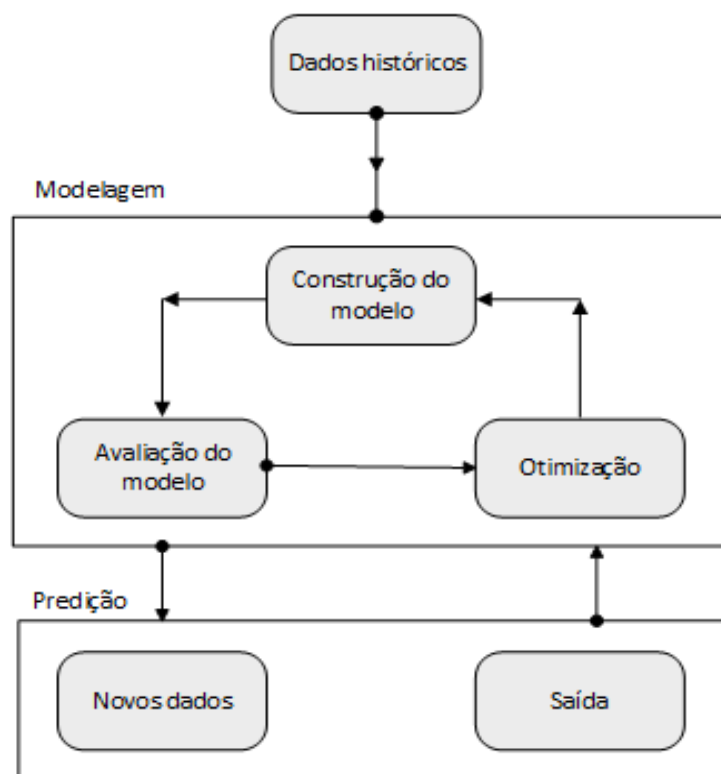 Dados históricos
Modelagem
Construção do
modelo
Avaliação do
modelo
Otimização
Predição
Novos dados
Saída